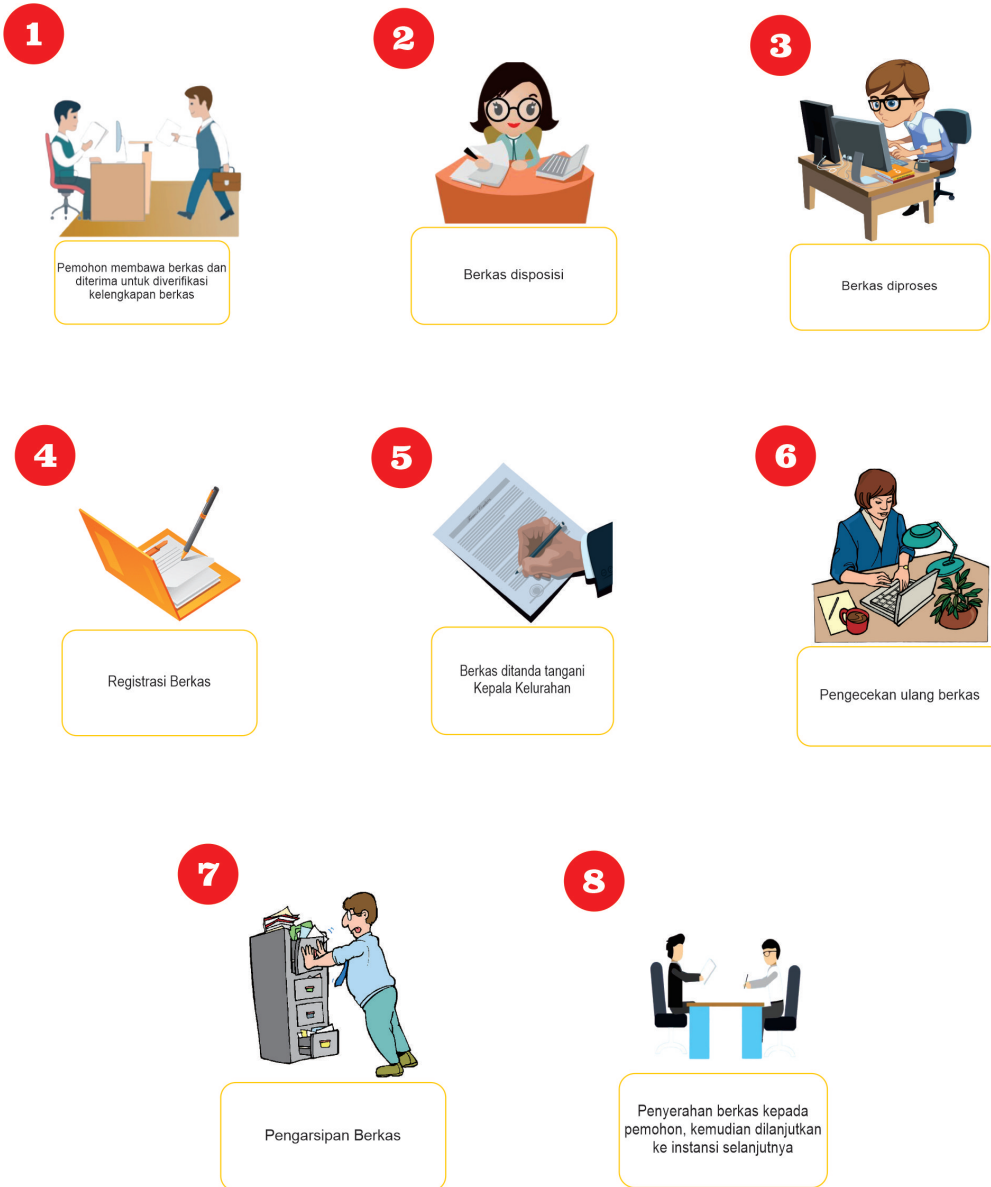 1
2
3
Pemohon membawa berkas dan
diterima untuk diverifikasi
kelengkapan berkas
Berkas disposisi
Berkas diproses
4
5
6
Registrasi Berkas
Berkas ditanda tangani
Kepala Kelurahan
Pengecekan ulang berkas
7
8
Pengarsipan Berkas
Penyerahan berkas kepada
pemohon, kemudian dilanjutkan
ke instansi selanjutnya